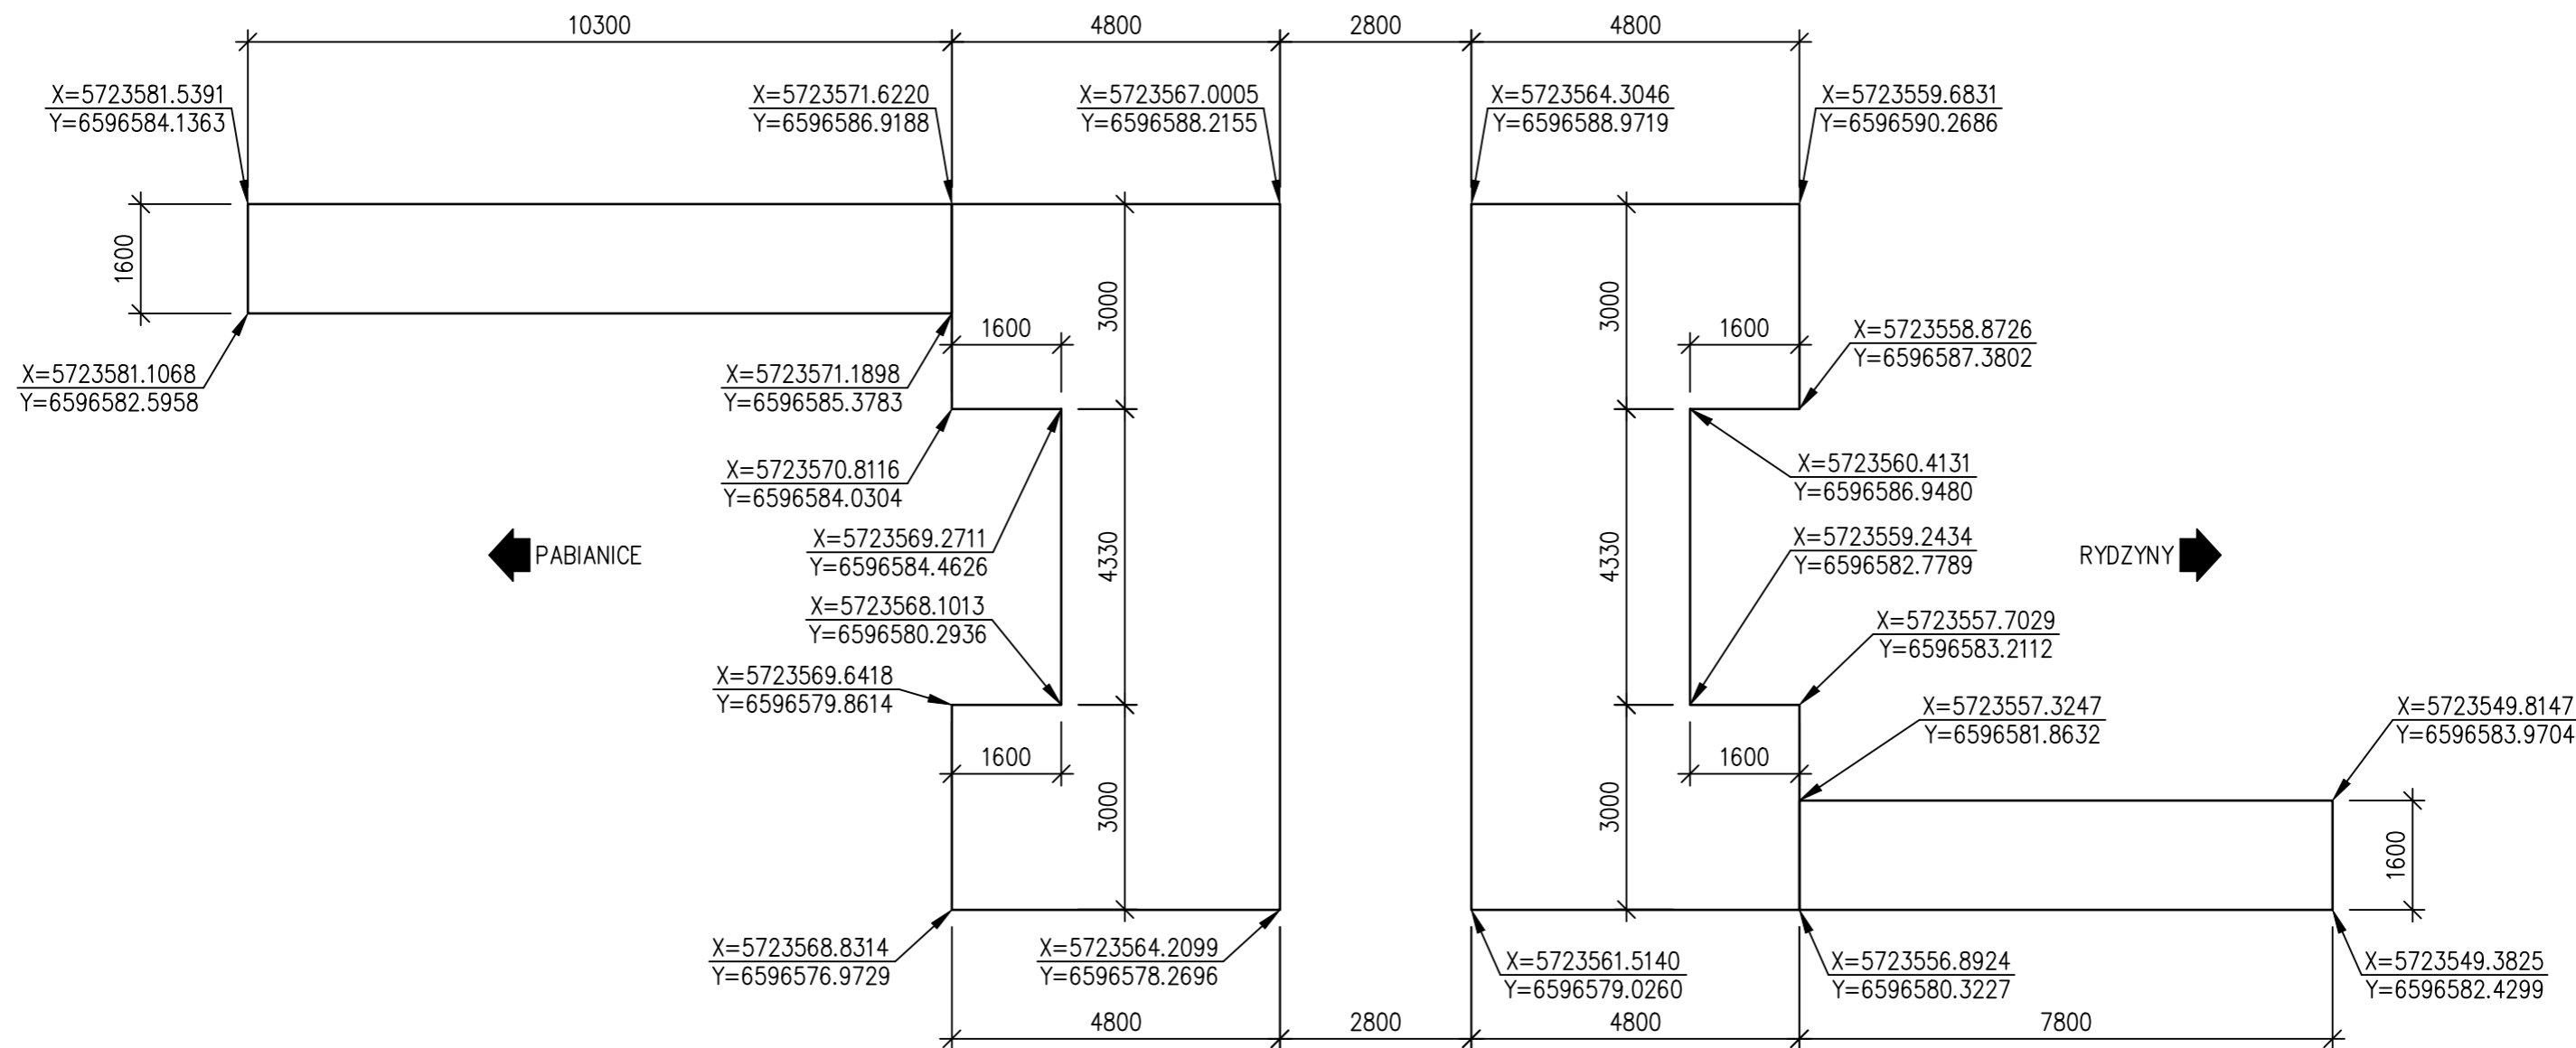 10300
4800
2800
4800
X=5723581.5391
Y=6596584.1363
X=5723571.6220
Y=6596586.9188
X=5723567.0005
Y=6596588.2155
X=5723564.3046
Y=6596588.9719
X=5723559.6831
Y=6596590.2686
1600
3000
3000
1600
1600
X=5723558.8726
Y=6596587.3802
X=5723581.1068
Y=6596582.5958
X=5723571.1898
Y=6596585.3783
X=5723570.8116
Y=6596584.0304
X=5723560.4131
Y=6596586.9480
PABIANICE
X=5723569.2711
Y=6596584.4626
4330
4330
X=5723559.2434
Y=6596582.7789
RYDZYNY
X=5723568.1013
Y=6596580.2936
X=5723557.7029
Y=6596583.2112
X=5723569.6418
Y=6596579.8614
X=5723557.3247
Y=6596581.8632
X=5723549.8147
Y=6596583.9704
1600
1600
3000
3000
1600
X=5723568.8314
Y=6596576.9729
X=5723564.2099
Y=6596578.2696
X=5723561.5140
Y=6596579.0260
X=5723556.8924
Y=6596580.3227
X=5723549.3825
Y=6596582.4299
4800
2800
4800
7800